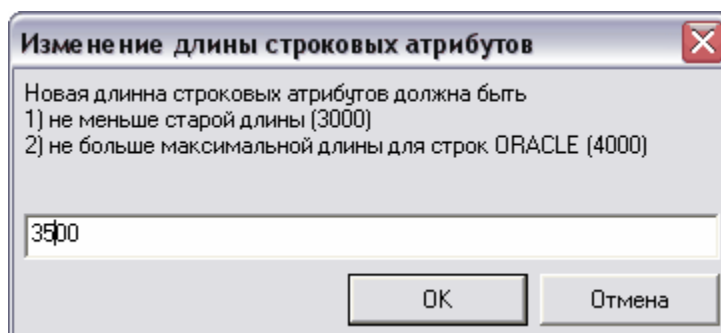 Изменение длины строковых атрибутов
Новая длинна строковых атрибутов должна быть
1) не меньше старой длины (3000)
2) не больше максимальной длины для строк ORACLE (4000)
3500
OK
Отмена